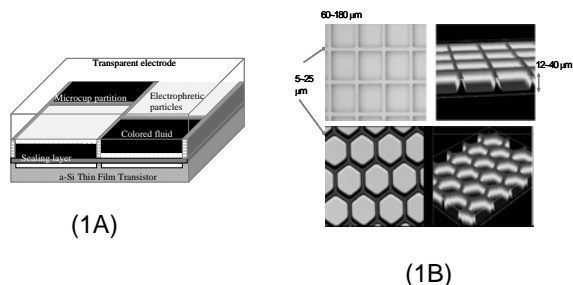 Transparent electrode
Microcup partition
Electrophretic
particles
Colored fluid
Sealing layer
a-Si Thin Film Transistor
(1A)
60~180 µm
5~25
µm
12~40 µm
(1B)